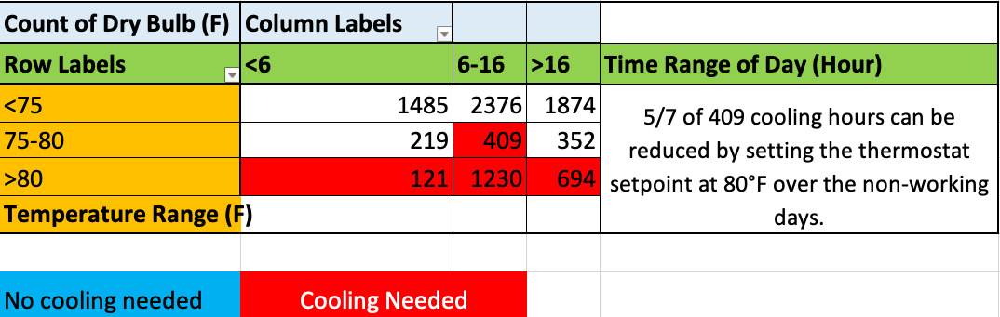 Count of Dry Bulb (F) Column Labels
Row Labels <6 6-16 >16 Time Range of Day (Hour)
<75 1485 2376 1874
75-80 219 409 352
>80 121 1230 694
Temperature Range (F)
5/7 of 409 cooling hours can be
reduced by setting the thermostat
setpoint at 80°F over the non-working
days.
No cooling needed Cooling Needed